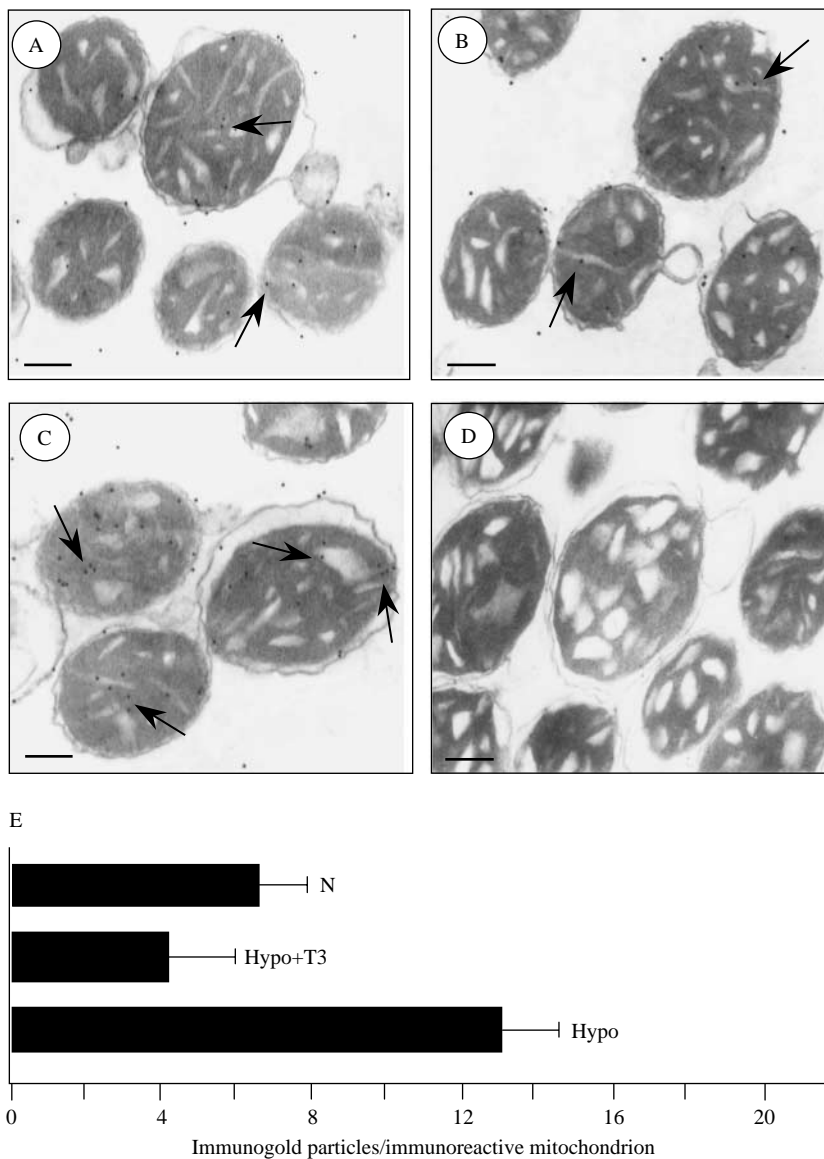 A
B
C
D
E
N
Hypo+T3
Hypo
0 4 8 12 16 20
Immunogold particles/immunoreactive mitochondrion